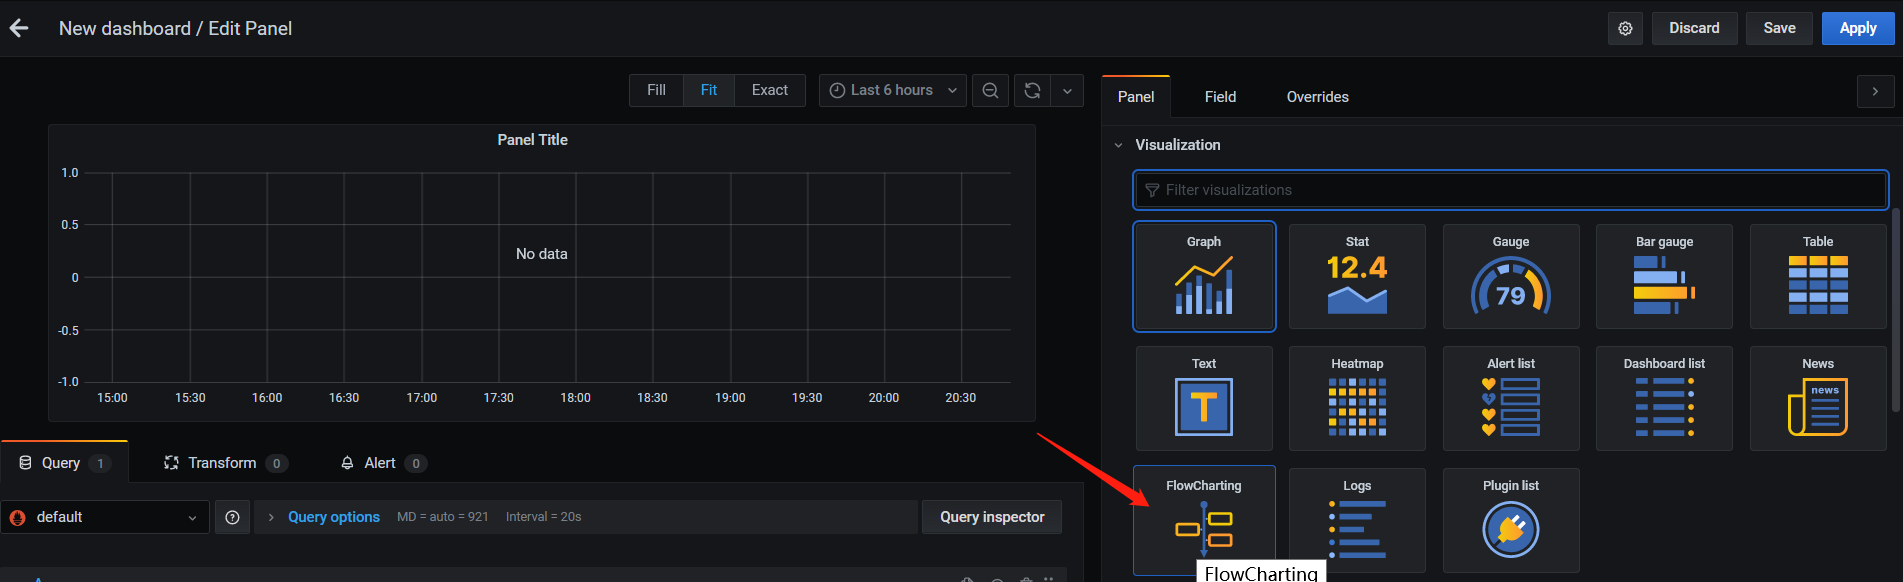 New dashboard / Edit Panel
Discard
Save
Apply
Fill
Fit
Exact
Last 6 hours
Panel
Field
Overrides
Panel Title
1.0
0.5
0
-0.5
-1.0
No data
15:00 15:30 16:00 16:30 17:00 17:30 18:00 18:30 19:00 19:30 20:00 20:30
Visualization
Filter visualizations
Graph
Stat
12.4
Gauge
79
Bar gauge
Table
Text
T
Heatmap
Alert list
Dashboard list
News
news
FlowCharting
Logs
Plugin list
FlowCharting
Query 1
Transform 0
Alert 0
default
Query options MD = auto = 921 Interval = 20s
Query inspector